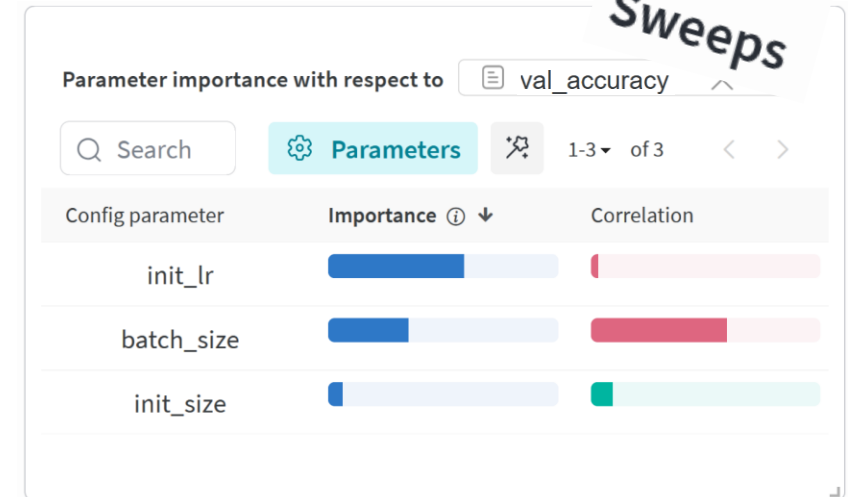 Sweeps
Parameter importance with respect to val_accuracy
Search Parameters 1-3 of 3
Config parameter Importance Correlation
init_lr
batch_size
init_size